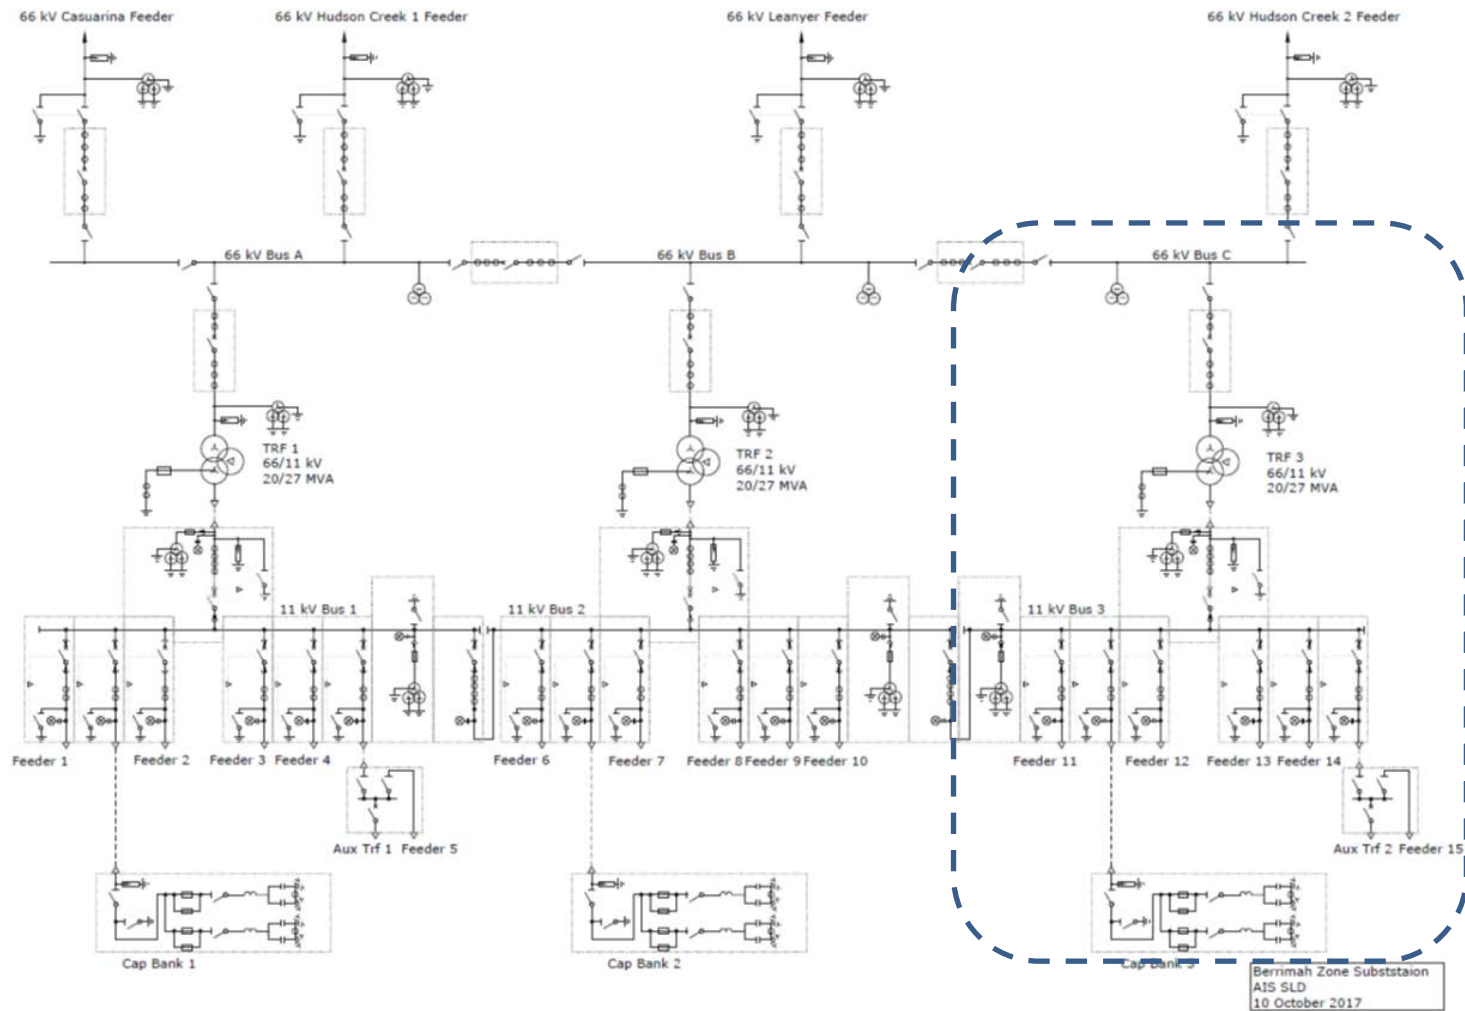 66 kV Casuarina Feeder
66 kV Hudson Creek 1 Feeder
66 kV Leanyer Feeder
66 kV Hudson Creek 2 Feeder
66 kV Bus A
66 kV Bus B
66 kV Bus C
TRF 1
66/11 kV
20/27 MVA
TRF 2
66/11 kV
20/27 MVA
TRF 3
66/11 kV
20/27 MVA
11 kV Bus 1
11 kV Bus 2
11 kV Bus 3
Feeder 1
Feeder 2
Feeder 3
Feeder 4
Feeder 6
Feeder 7
Feeder 8
Feeder 9
Feeder 10
Feeder 11
Feeder 12
Feeder 13
Feeder 14
Aux Trf 1
Feeder 5
Aux Trf 2
Feeder 15
Cap Bank 1
Cap Bank 2
Cap Bank 3
Berrimah Zone Subststaion
AIS SLD
10 October 2017